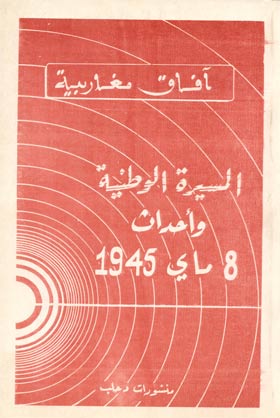 آفاق مغاربية
المسيرة الوطنية
وأحداث
8 ماي 1945
منشورات دحلب